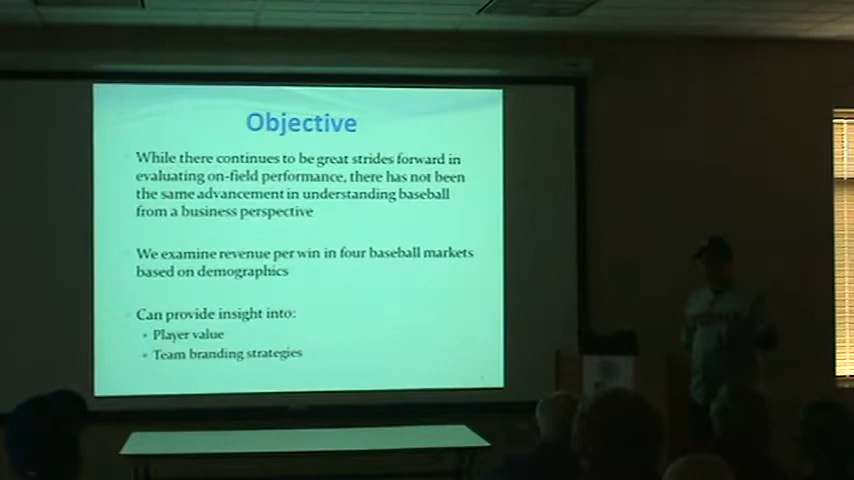 Objective
While there continues to be great strides forward in
evaluating on-field performance, there has not been
the same advancement in understanding baseball
from a business perspective
We examine revenue per win in four baseball markets
based on demographics
Can provide insight into:
• Player value
• Team branding strategies